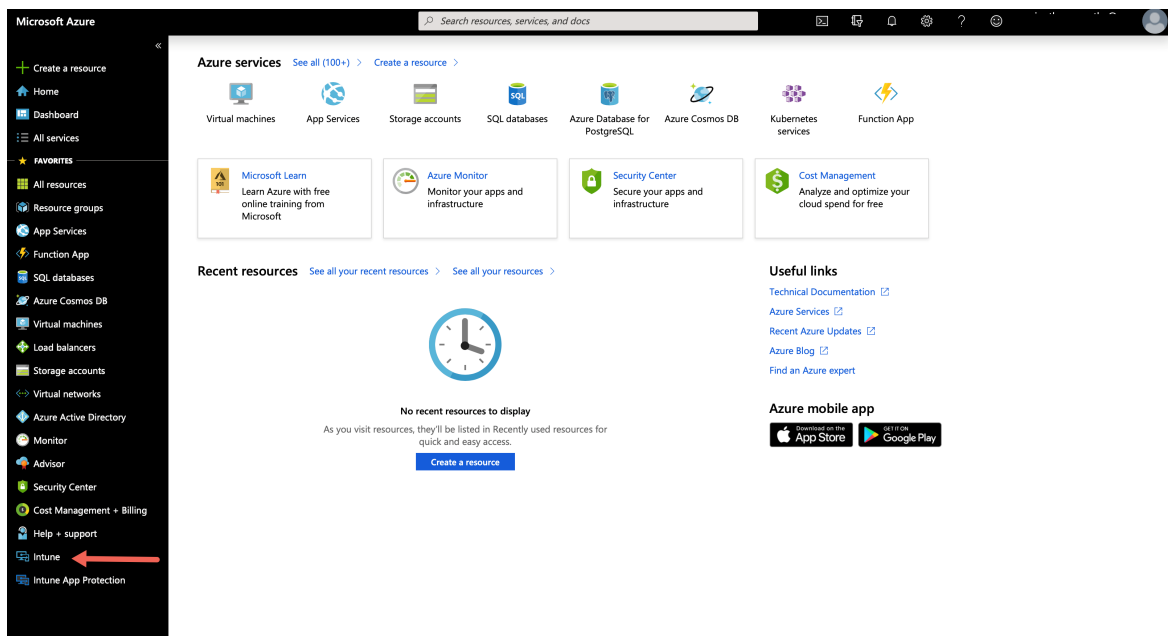 Microsoft Azure
Search resources, services, and docs
«
Create a resource
Home
Dashboard
All services
FAVORITES
All resources
Resource groups
App Services
Function App
SQL databases
Azure Cosmos DB
Virtual machines
Load balancers
Storage accounts
Virtual networks
Azure Active Directory
Monitor
Advisor
Security Center
Cost Management + Billing
Help + support
Intune
Intune App Protection
Azure services See all (100+) > Create a resource >
Virtual machines
App Services
Storage accounts
SQL
SQL databases
Azure Database for
PostgreSQL
Azure Cosmos DB
Kubernetes
services
Function App
101
Microsoft Learn
Learn Azure with free
online training from
Microsoft
Azure Monitor
Monitor your apps and
infrastructure
Security Center
Secure your apps and
infrastructure
$
Cost Management
Analyze and optimize your
cloud spend for free
Recent resources See all your recent resources > See all your resources >
No recent resources to display
As you visit resources, they'll be listed in Recently used resources for
quick and easy access.
Create a resource
Useful links
Technical Documentation
Azure Services
Recent Azure Updates
Azure Blog
Find an Azure expert
Azure mobile app
Download on the
App Store
GET IT ON
Google Play